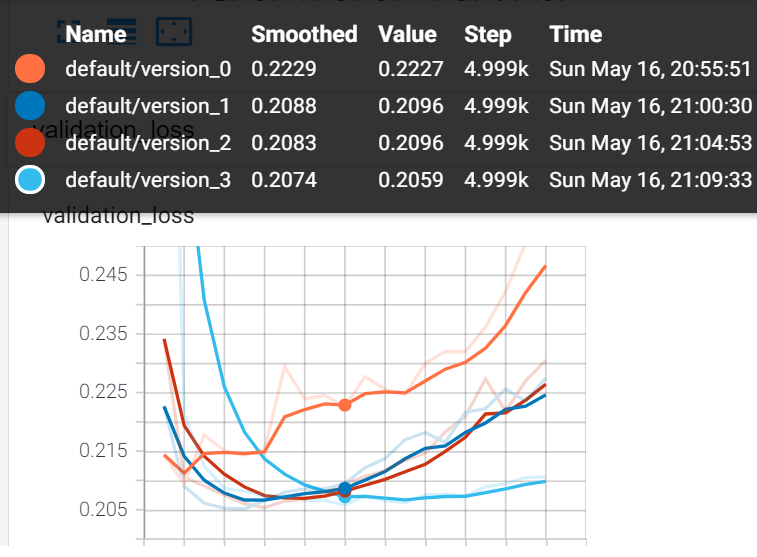 Name Smoothed Value Step Time
default/version_0 0.2229 0.2227 4.999k Sun May 16, 20:55:51
default/version_1 0.2088 0.2096 4.999k Sun May 16, 21:00:30
validation_loss
default/version_2 0.2083 0.2096 4.999k Sun May 16, 21:04:53
default/version_3 0.2074 0.2059 4.999k Sun May 16, 21:09:33
validation_loss
0.245
0.235
0.225
0.215
0.205